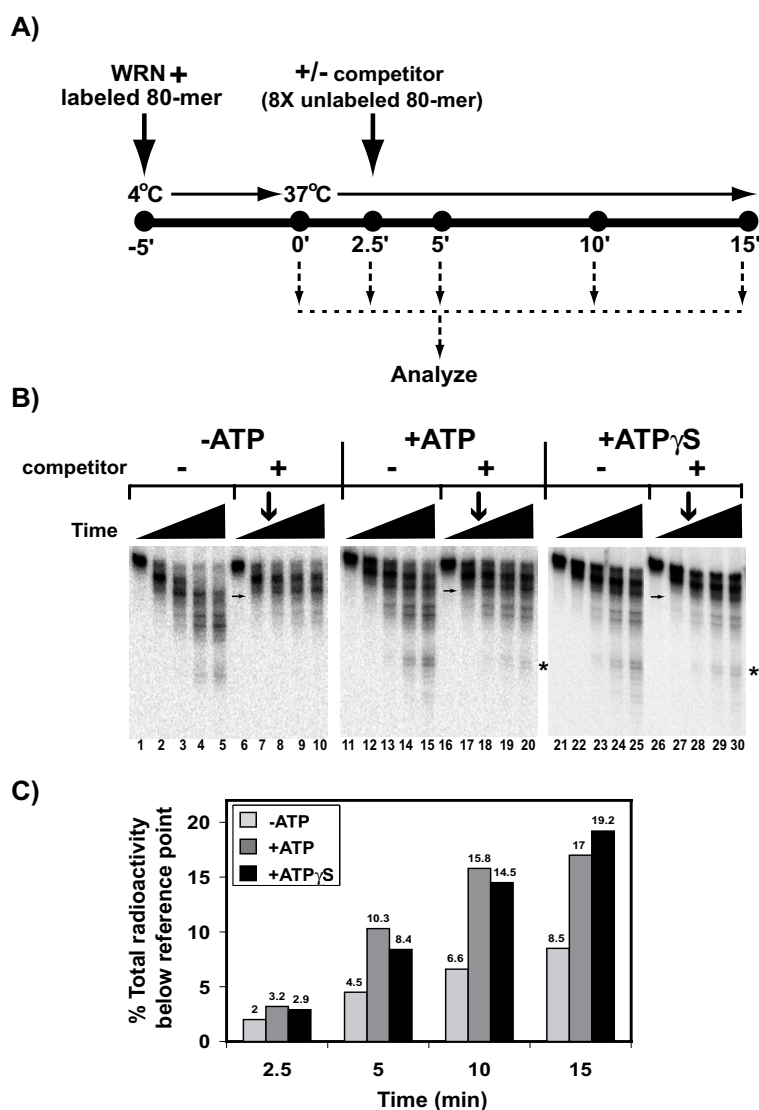 A)
WRN + +/- competitor
labeled 80-mer (8X unlabeled 80-mer)
4°C 37°C
-5' 0' 2.5' 5' 10' 15'
Analyze
B)
-ATP +ATP +ATPγS
competitor - + - + - +
Time
* *
1 2 3 4 5 6 7 8 9 10 11 12 13 14 15 16 17 18 19 20 21 22 23 24 25 26 27 28 29 30
C)
% Total radioactivity
below reference point
20
15
10
5
0
-ATP
+ATP
+ATPγS
2 3.2 2.9
4.5 10.3 8.4
6.6 15.8 14.5
8.5 17 19.2
2.5 5 10 15
Time (min)